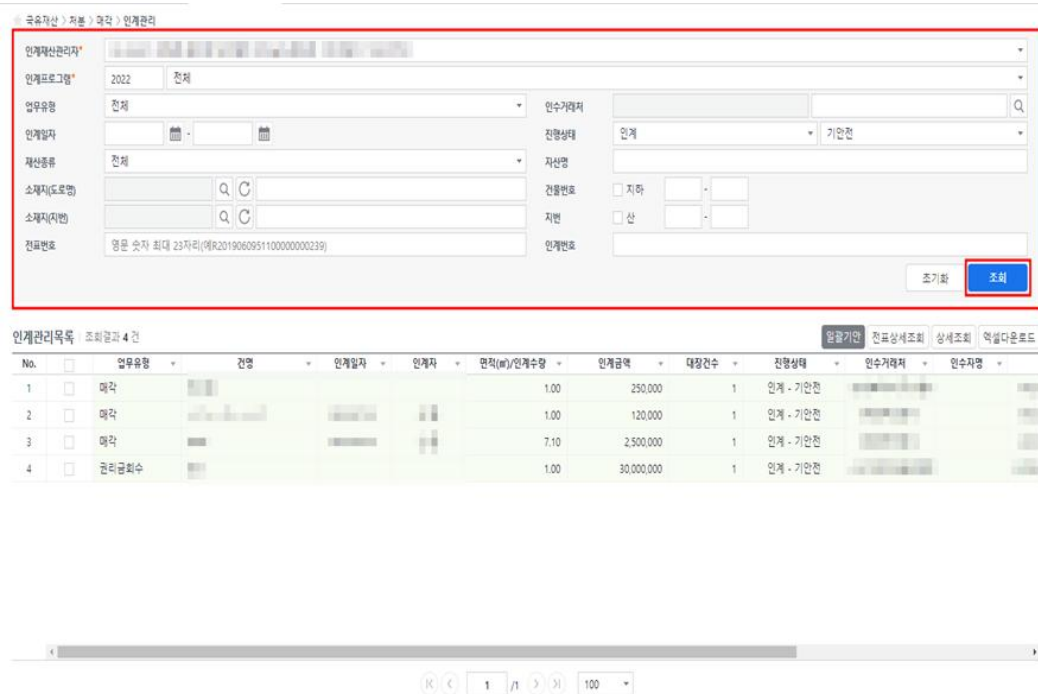 국유재산 > 처분 > 매각 > 인계관리
인계재산관리자*
인계프로그램* 2022 전체
업무유형 전체 인수거래처
인계일자 - 진행상태 인계 기안전
재산종류 전체 자산명
소재지(도로명) 건물번호 지하 -
소재지(지번) 지번 산 -
전표번호 영문 숫자 최대 23자리(예R2019060951100000000239) 인계번호
초기화 조회
인계관리목록 조회결과 4 건 일괄기안 전표상세조회 상세조회 엑셀다운로드
No. 업무유형 건명 인계일자 인계자 면적(㎡)/인계수량 인계금액 대장건수 진행상태 인수거래처 인수자명
1 매각 1.00 250,000 1 인계 - 기안전
2 매각 1.00 120,000 1 인계 - 기안전
3 매각 7.10 2,500,000 1 인계 - 기안전
4 권리금회수 1.00 30,000,000 1 인계 - 기안전
1 /1 100